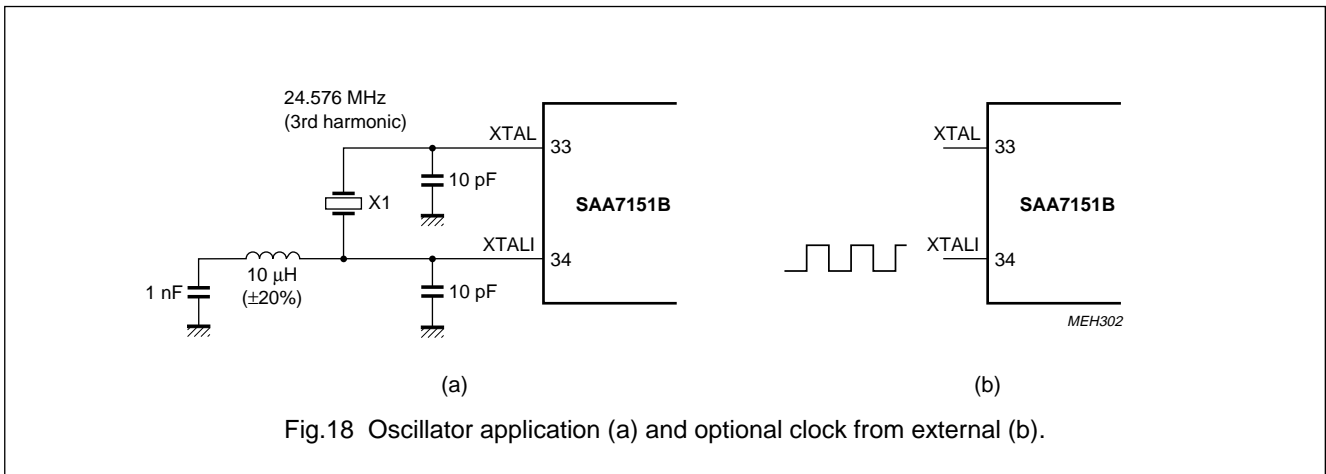 24.576 MHz
(3rd harmonic)
XTAL
33
10 pF
X1
SAA7151B
XTALI
34
10 µH
(±20%)
1 nF
10 pF
(a)
XTAL
33
SAA7151B
XTALI
34
MEH302
(b)
Fig.18 Oscillator application (a) and optional clock from external (b).